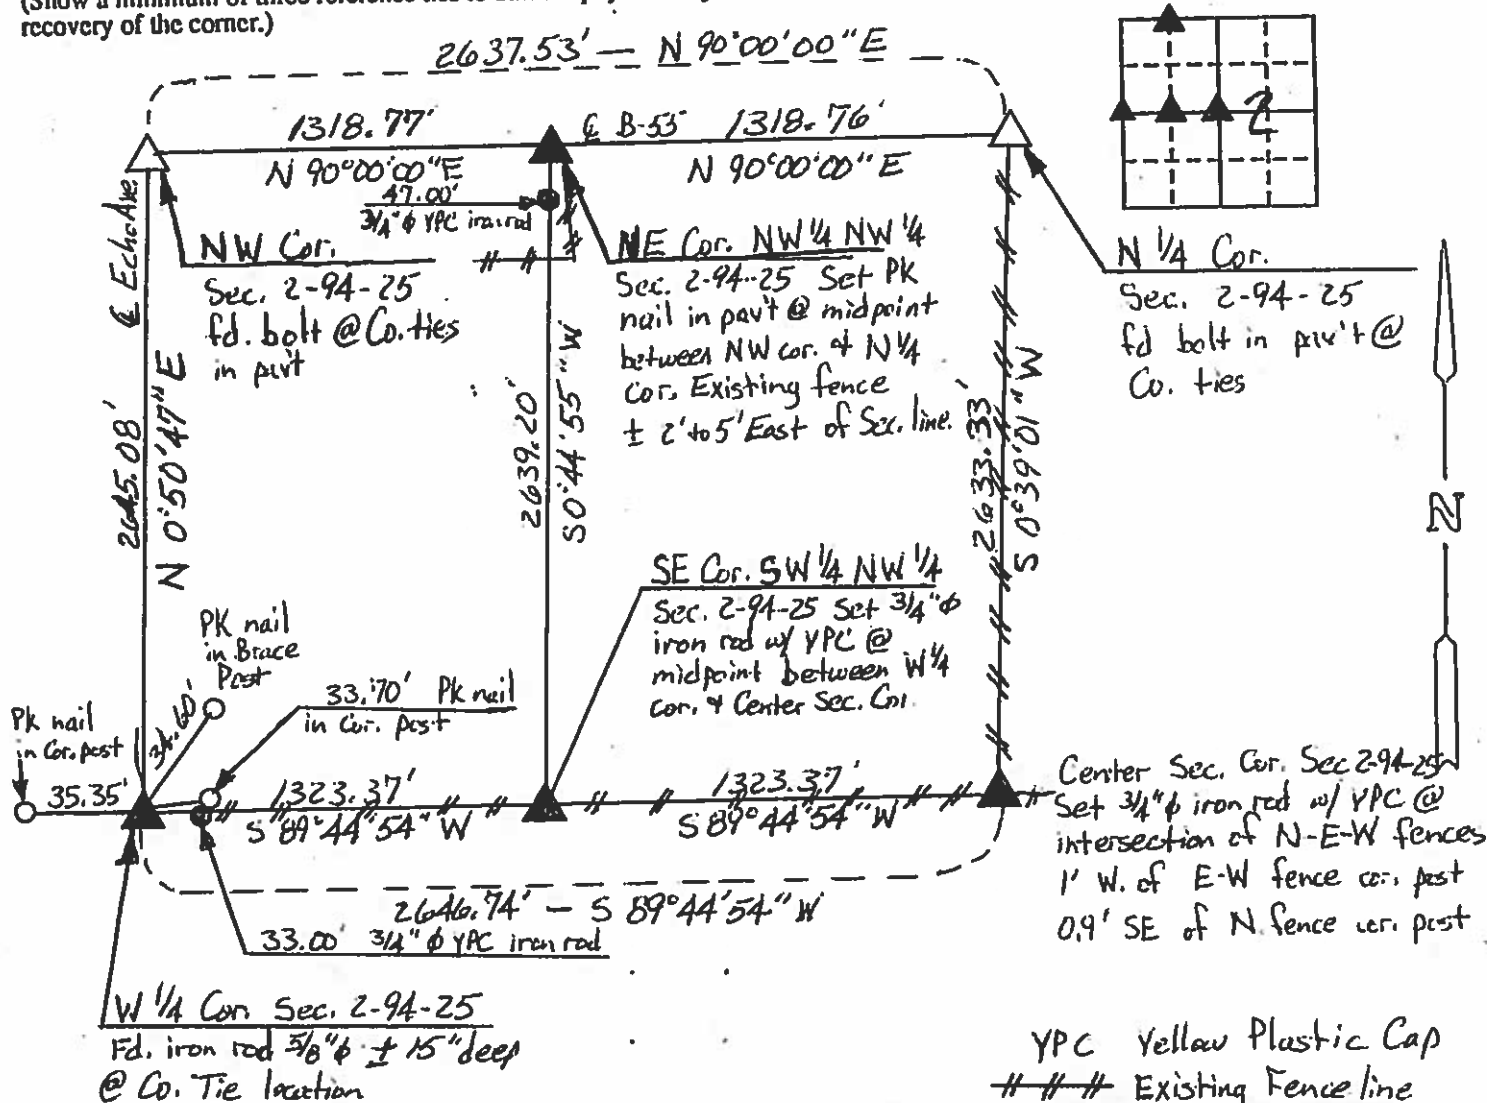 recovery of the corner.)
2637.53' — N 90°00'00" E
1318.77'
℄ B-55
1318.76'
N 90°00'00" E
N 90°00'00" E
47.00'
3/4" ϕ YPC iron rod
℄ Echo Ave.
NW Cor.
Sec. 2-94-25
fd. bolt @ Co. ties
in pav't
NE Cor. NW 1/4 NW 1/4
Sec. 2-94-25 Set PK
nail in pav't @ midpoint
between NW cor. & N 1/4
Cor. Existing fence
± 2' to 5' East of Sec. line.
N 1/4 Cor.
Sec. 2-94-25
fd bolt in pav't @
Co. ties
2
N
2645.08'
N 0°50'47" E
2639.20'
S 0°44'55" W
2633.33'
S 0°39'01" W
SE Cor. SW 1/4 NW 1/4
Sec. 2-94-25 Set 3/4" ϕ
iron rod w/ YPC @
midpoint between W 1/4
cor. & Center Sec. Cor.
PK nail
in Brace
Post
33.70' PK nail
in Cor. post
PK nail
in Cor. post
35.35'
1323.37'
S 89°44'54" W
1323.37'
S 89°44'54" W
Center Sec. Cor. Sec 2-94-25
Set 3/4" ϕ iron rod w/ YPC @
intersection of N-E-W fences
1' W. of E-W fence cor. post
0.9' SE of N. fence cor. post
2646.74' — S 89°44'54" W
33.00 3/4" ϕ YPC iron rod
W 1/4 Cor. Sec. 2-94-25
Fd. iron rod 5/8" ϕ ± 15" deep
@ Co. Tie location
YPC Yellow Plastic Cap
Existing Fence line